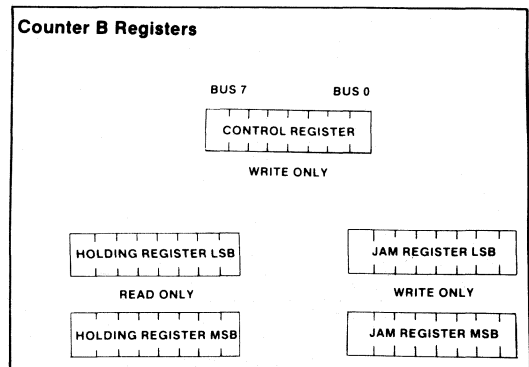 Counter B Registers
BUS 7 BUS 0
CONTROL REGISTER
WRITE ONLY
HOLDING REGISTER LSB JAM REGISTER LSB
READ ONLY WRITE ONLY
HOLDING REGISTER MSB JAM REGISTER MSB